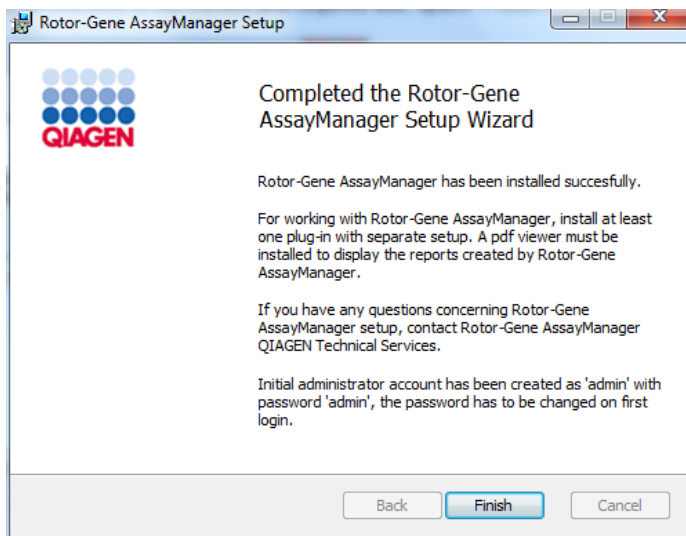 Rotor-Gene AssayManager Setup
QIAGEN
Completed the Rotor-Gene
AssayManager Setup Wizard
Rotor-Gene AssayManager has been installed succesfully.
For working with Rotor-Gene AssayManager, install at least
one plug-in with separate setup. A pdf viewer must be
installed to display the reports created by Rotor-Gene
AssayManager.
If you have any questions concerning Rotor-Gene
AssayManager setup, contact Rotor-Gene AssayManager
QIAGEN Technical Services.
Initial administrator account has been created as 'admin' with
password 'admin', the password has to be changed on first
login.
Back Finish Cancel